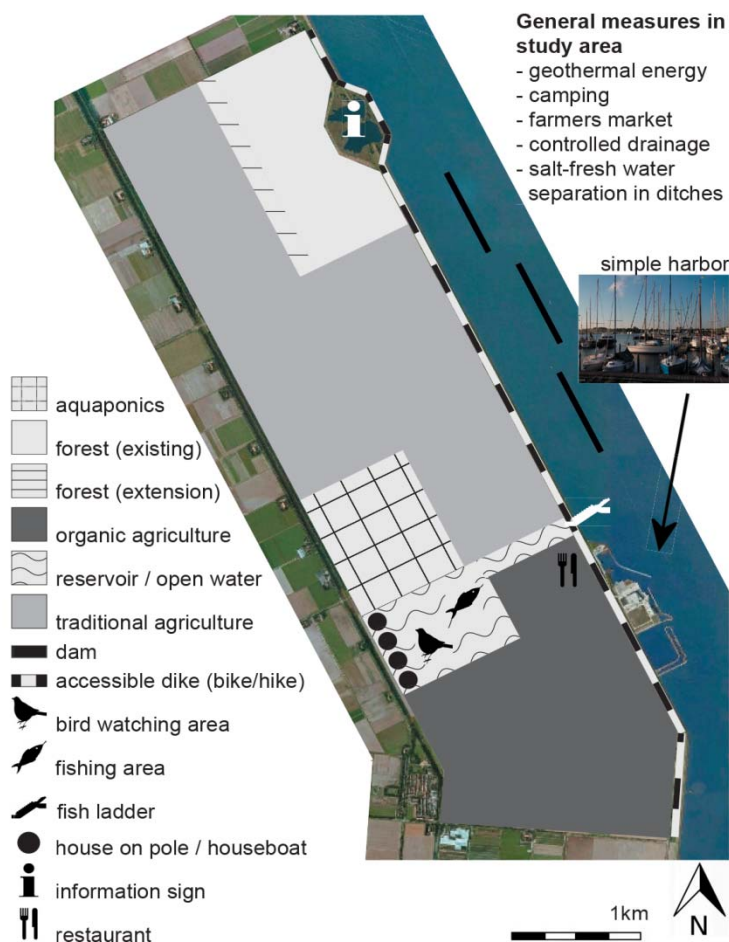 General measures in
study area
- geothermal energy
- camping
- farmers market
- controlled drainage
- salt-fresh water
separation in ditches
simple harbor
aquaponics
forest (existing)
forest (extension)
organic agriculture
reservoir / open water
traditional agriculture
dam
accessible dike (bike/hike)
bird watching area
fishing area
fish ladder
house on pole / houseboat
information sign
restaurant
1km
N